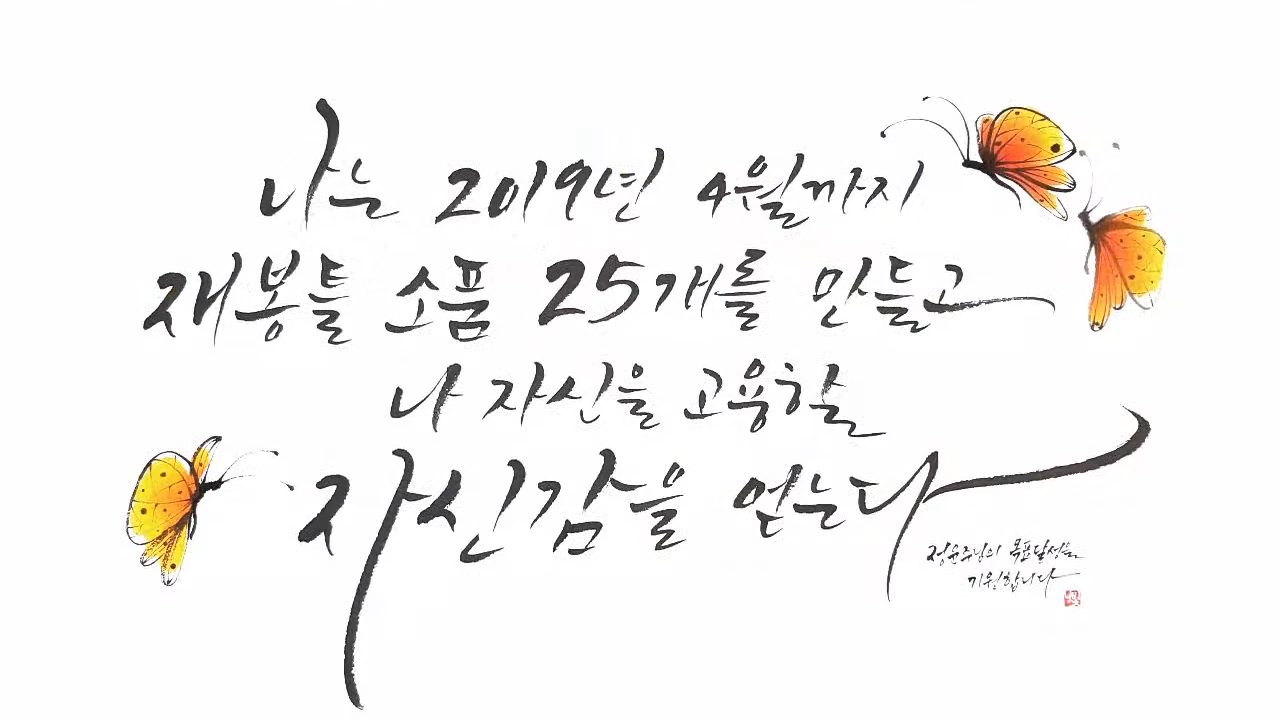 나는 2019년 4월까지
재봉틀 소품 25개를 만들고
나 자신을 고용할
자신감을 얻는다
정윤주님의 목표달성을
기원합니다